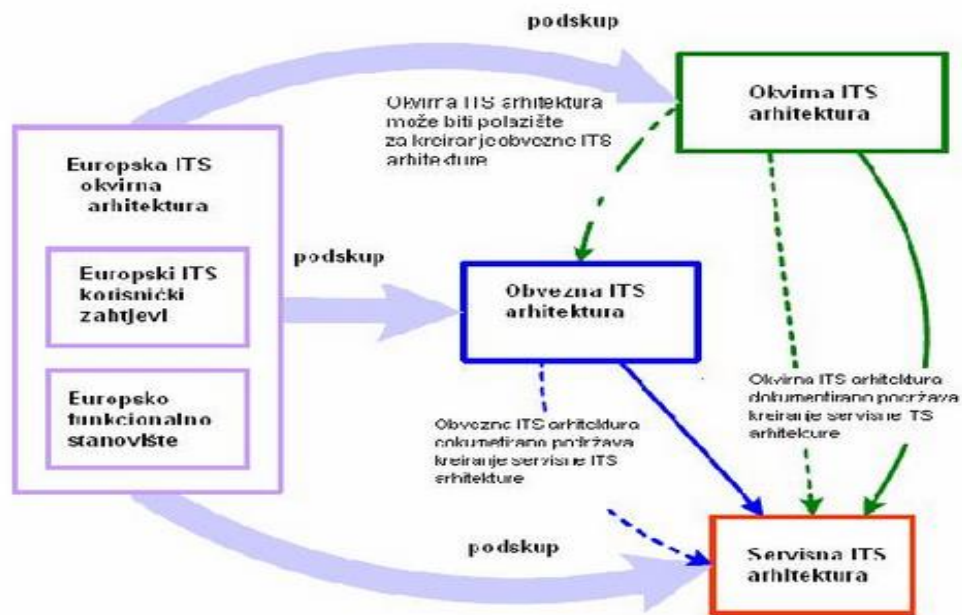 podskup
Okvirna ITS
arhitektura
Okvirna ITS arhitektura
može biti polazište
za kreiranje obvezne ITS
arhitekture
Europska ITS
okvirna
arhitektura
podskup
Europski ITS
korisnički
zahtjevi
Obvezna ITS
arhitektura
Europsko
funkcionalno
stanovište
Okvirna ITS arhitektura
dokumentirano podržava
kreiranje servisne ITS
arhitekture
Obvezna ITS arhitektura
dokumetirano podržava
kreiranje servisne ITS
arhitekture
podskup
Servisna ITS
arhitektura